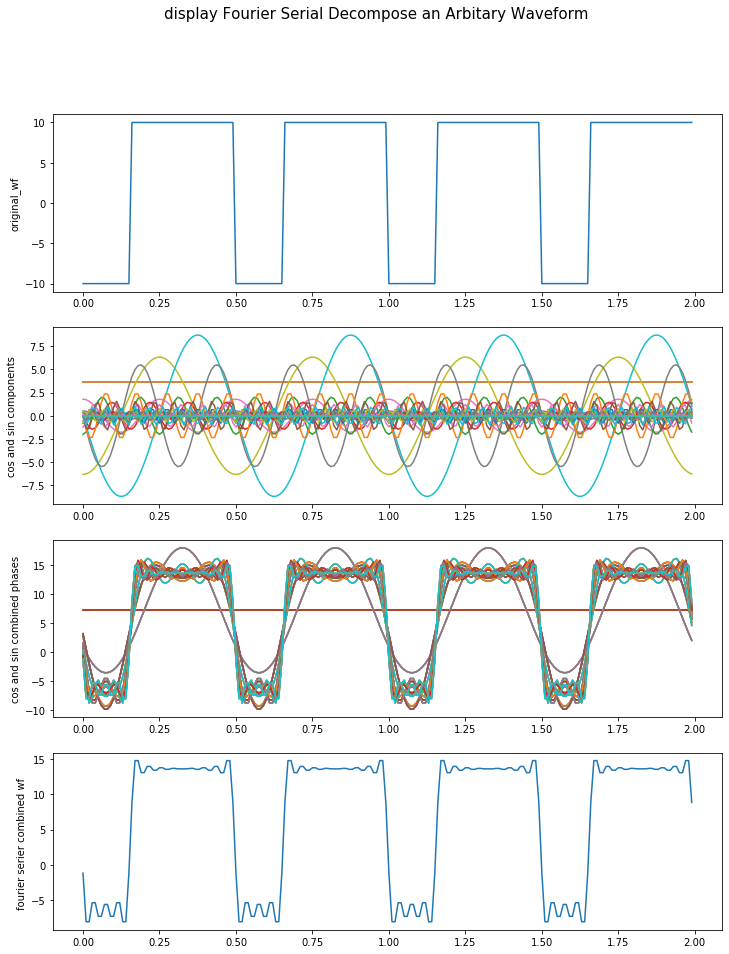 display Fourier Serial Decompose an Arbitary Waveform
original_wf
10
5
0
−5
−10
0.00 0.25 0.50 0.75 1.00 1.25 1.50 1.75 2.00
cos and sin components
7.5
5.0
2.5
0.0
−2.5
−5.0
−7.5
0.00 0.25 0.50 0.75 1.00 1.25 1.50 1.75 2.00
cos and sin combined phases
15
10
5
0
−5
−10
0.00 0.25 0.50 0.75 1.00 1.25 1.50 1.75 2.00
fourier serier combined wf
15
10
5
0
−5
0.00 0.25 0.50 0.75 1.00 1.25 1.50 1.75 2.00